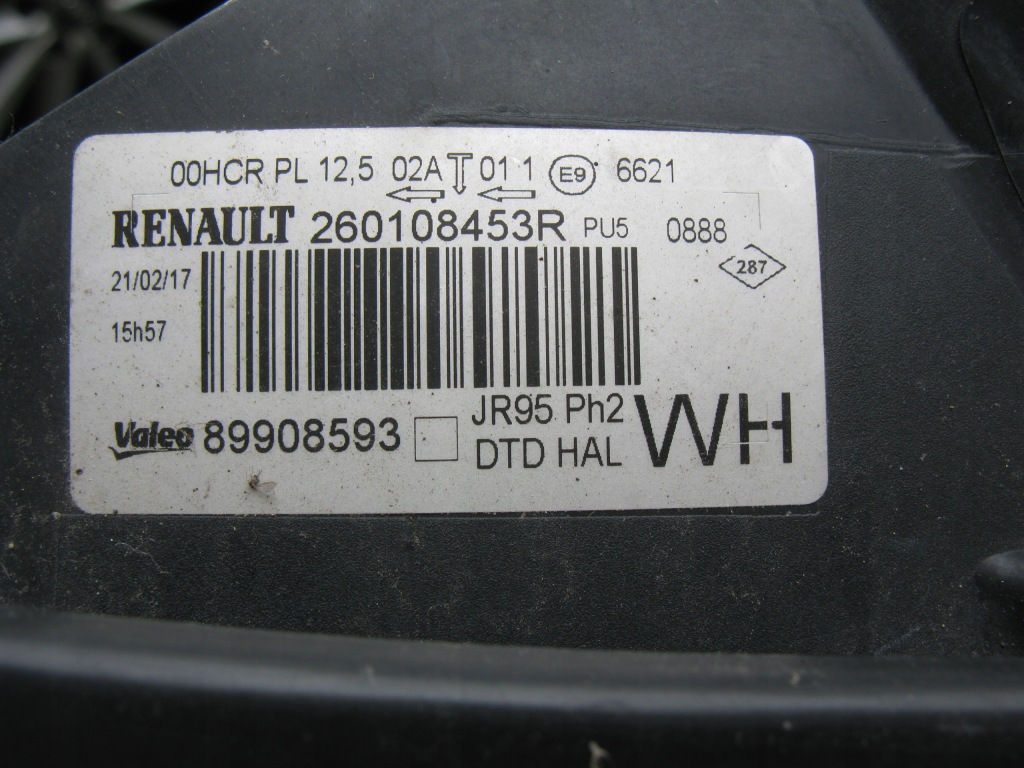 00HCR PL 12,5 02A 01 1 E9 6621
RENAULT 260108453R PU5 0888
287
21/02/17
15h57
Valeo 89908593
JR95 Ph2
DTD HAL
WH